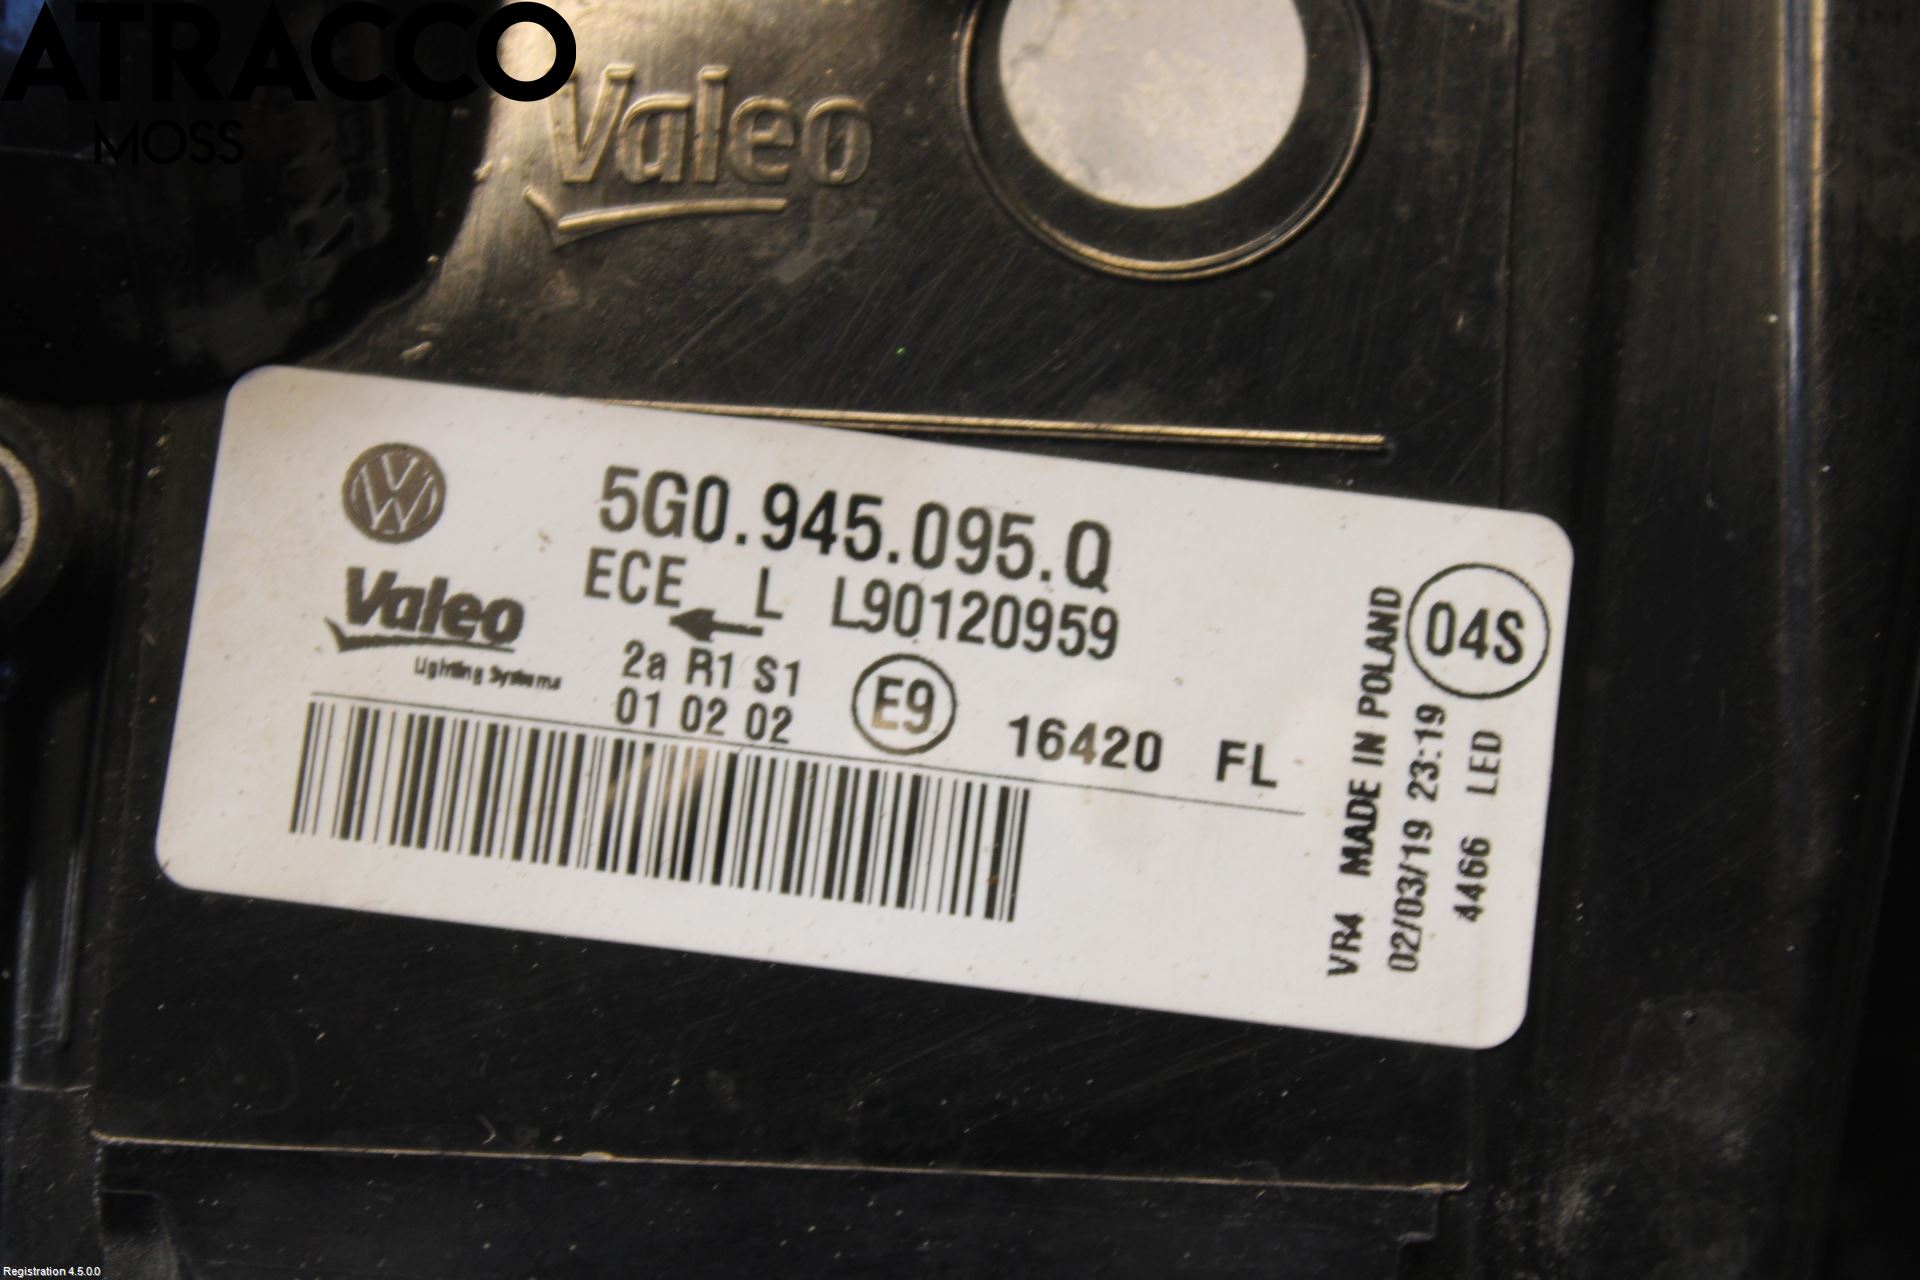 ATRACCO
MOSS
Valeo
5G0.945.095.Q
ECE L L90120959
Valeo
Lighting Systems
2a R1 S1
01 02 02
E9
16420 FL
VR4 MADE IN POLAND
02/03/19 23:19
4466 LED
04S
Registration 4.5.0.0